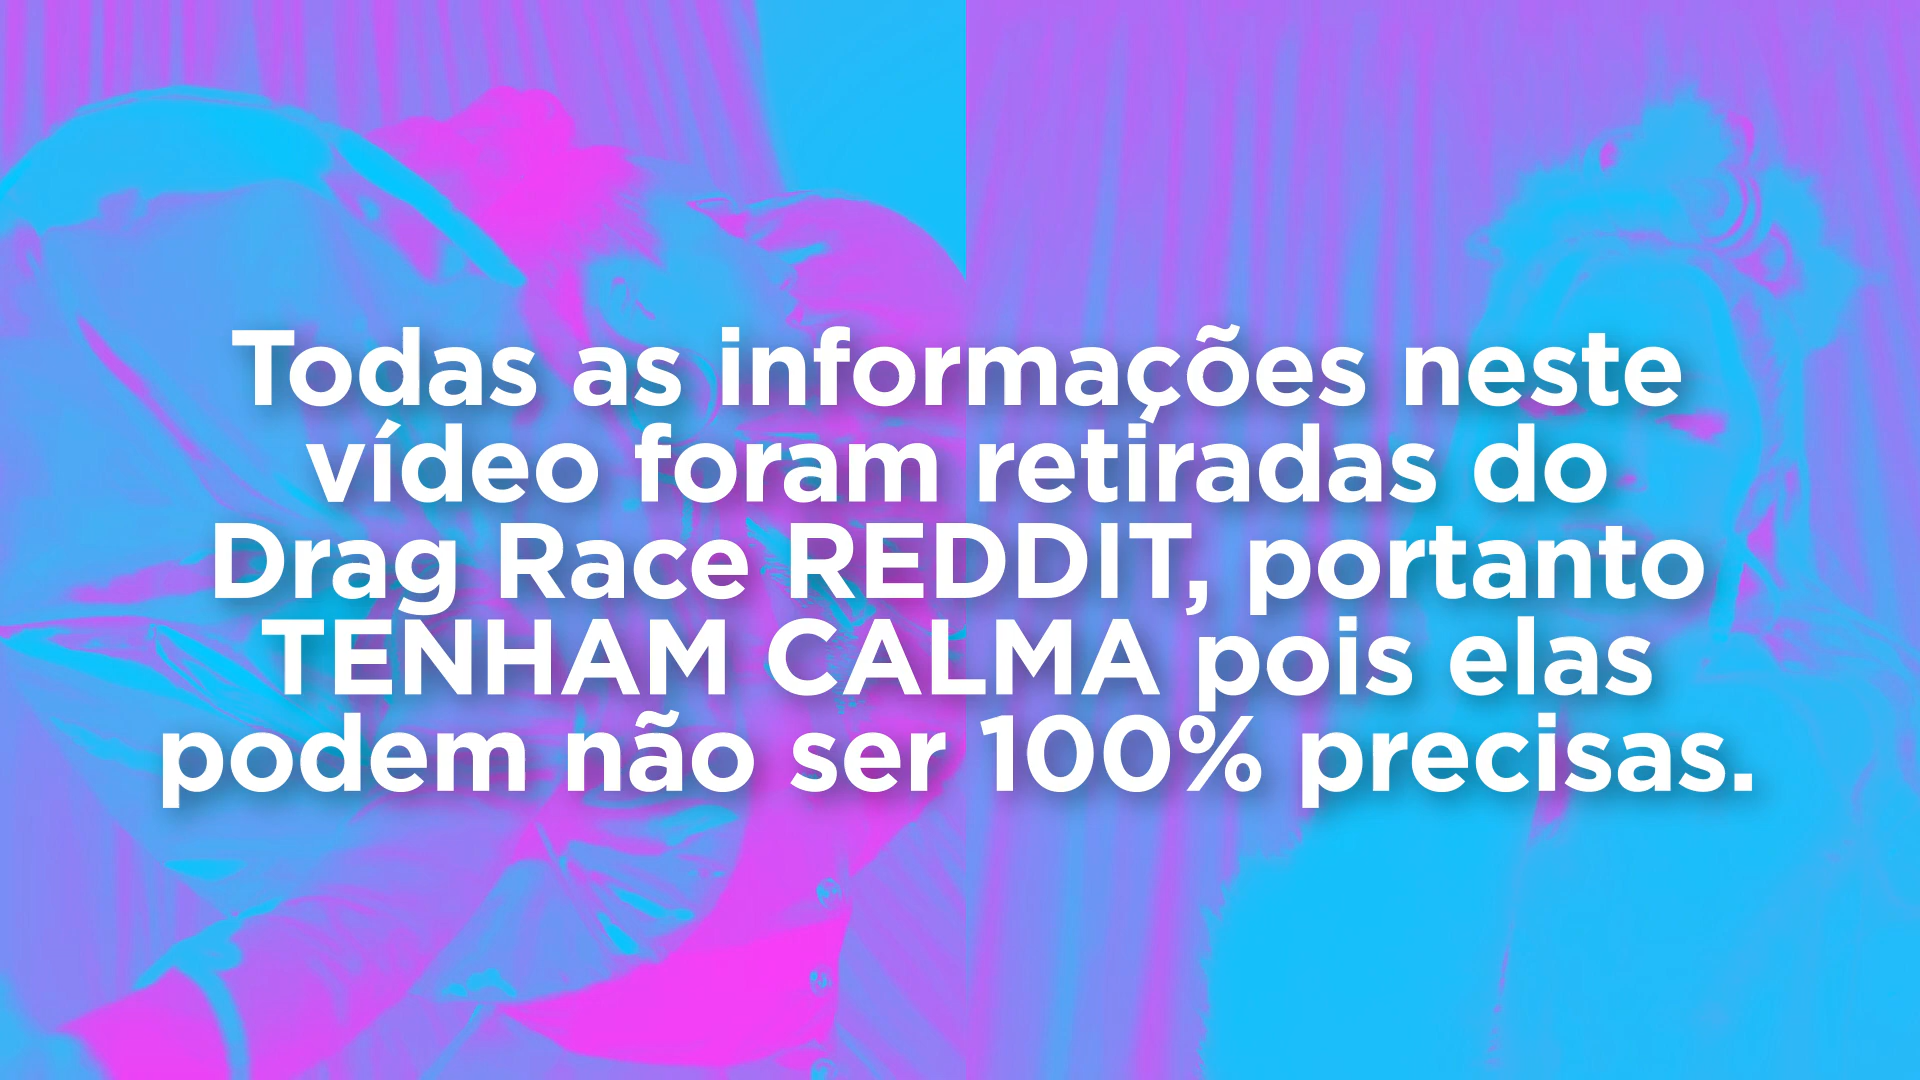 Todas as informações neste
vídeo foram retiradas do
Drag Race REDDIT, portanto
TENHAM CALMA pois elas
podem não ser 100% precisas.